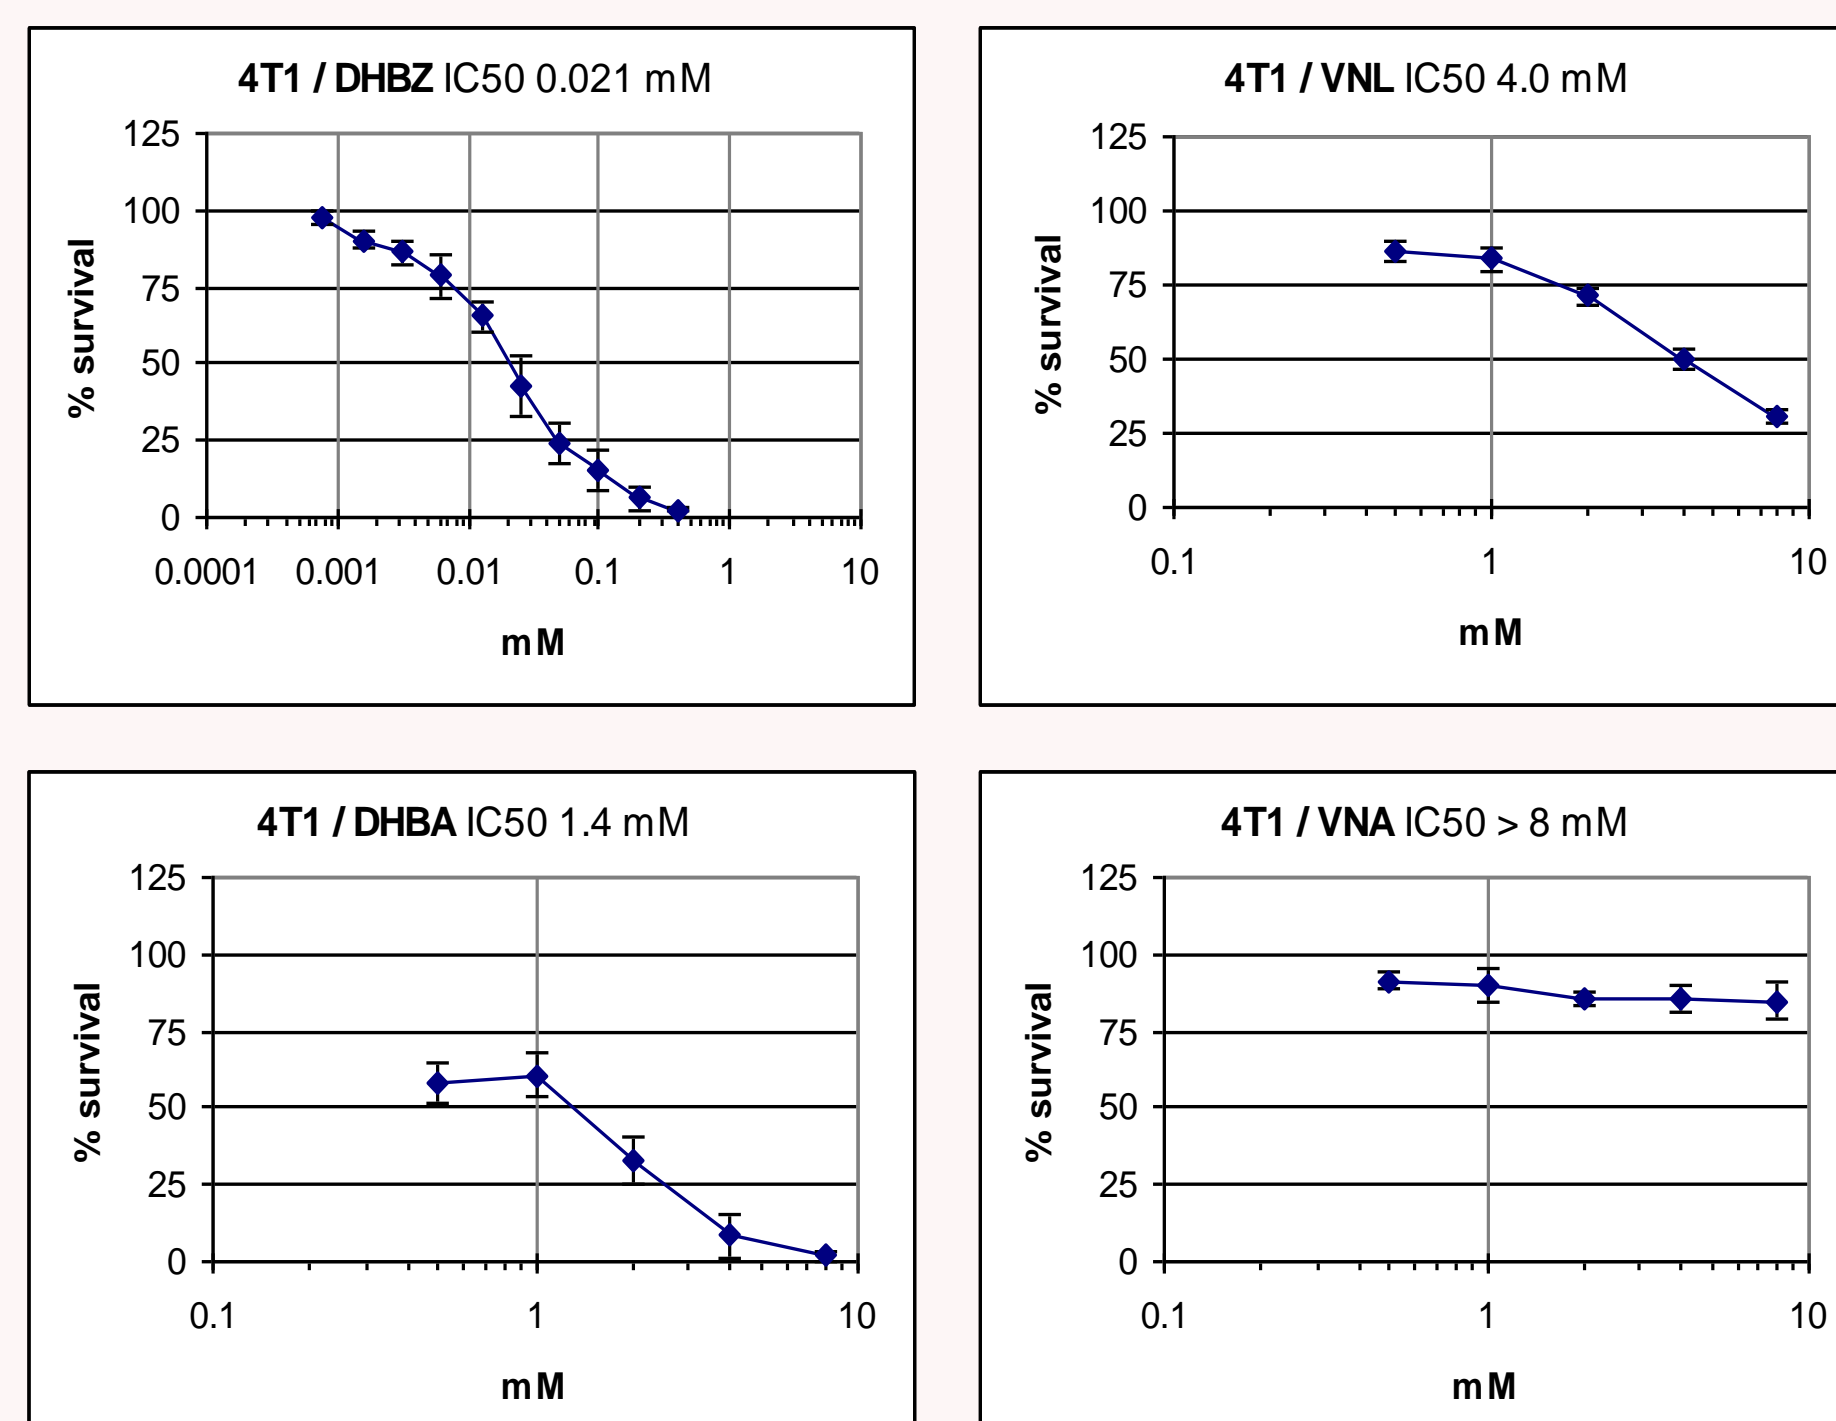 4T1 / DHBZ IC50 0.021 mM
125
100
75
50
25
0
% survival
0.0001 0.001 0.01 0.1 1 10
mM
4T1 / VNL IC50 4.0 mM
125
100
75
50
25
0
% survival
0.1 1 10
mM
4T1 / DHBA IC50 1.4 mM
125
100
75
50
25
0
% survival
0.1 1 10
mM
4T1 / VNA IC50 > 8 mM
125
100
75
50
25
0
% survival
0.1 1 10
mM